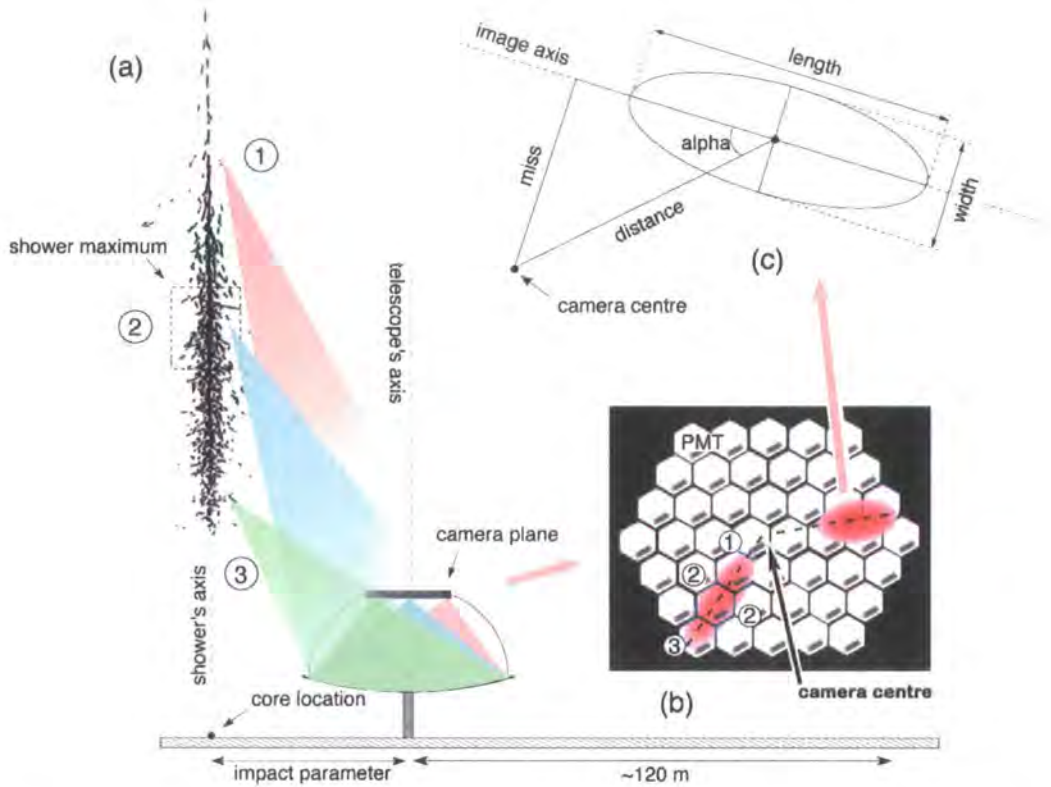 (a)
1
shower maximum
2
3
shower's axis
core location
telescope's axis
camera plane
impact parameter
~120 m
(c)
image axis
length
alpha
miss
distance
width
camera centre
(b)
PMT
1
2
2
3
camera centre